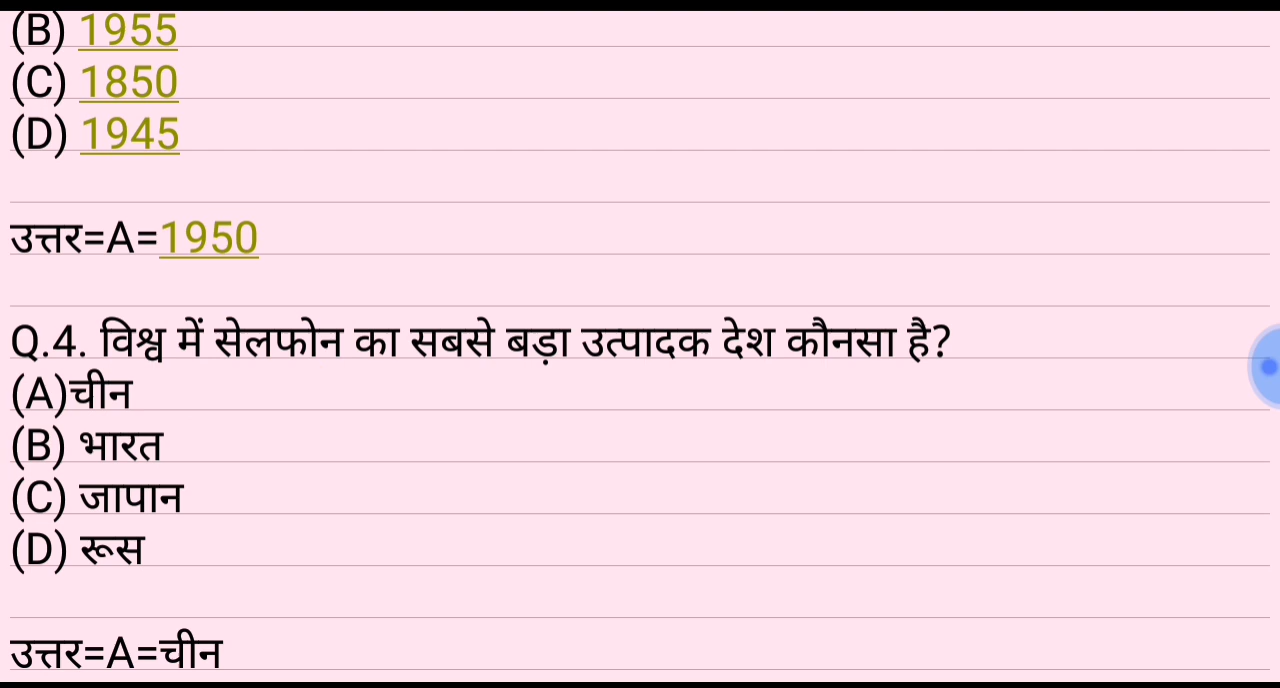 (B) 1955
(C) 1850
(D) 1945
उत्तर=A=1950
Q.4. विश्व में सेलफोन का सबसे बड़ा उत्पादक देश कौनसा है?
(A)चीन
(B) भारत
(C) जापान
(D) रूस
उत्तर=A=चीन